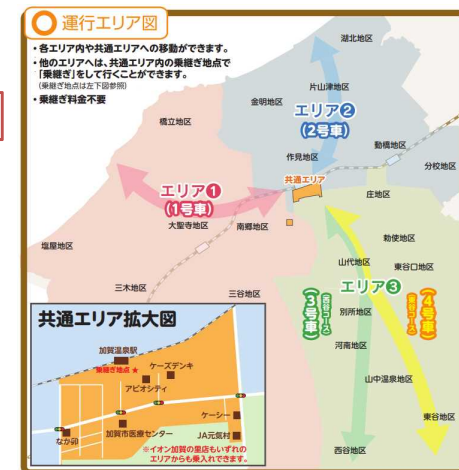 運行エリア図
・各エリア内や共通エリアへの移動ができます。
・他のエリアへは、共通エリア内の乗継ぎ地点で
「乗継ぎ」をして行くことができます。
(乗継ぎ地点は左下図参照)
・乗継ぎ料金不要
湖北地区
片山津地区
金明地区
エリア❷
(2号車)
橋立地区
動橋地区
作見地区
分校地区
共通エリア
エリア❶
(1号車)
庄地区
大聖寺地区
南郷地区
勅使地区
塩屋地区
山代地区
東谷口地区
エリア❸
三木地区
三谷地区
(3号車)
(西谷コース)
(4号車)
(東谷コース)
別所地区
河南地区
山中温泉地区
東谷地区
西谷地区
共通エリア拡大図
加賀温泉駅
乗継ぎ地点 ★
ケーズデンキ
アビオシティ
ケーシー
なか卯
加賀市医療センター
JA元気村
※イオン加賀の里店もいずれの
エリアからも乗入れできます。